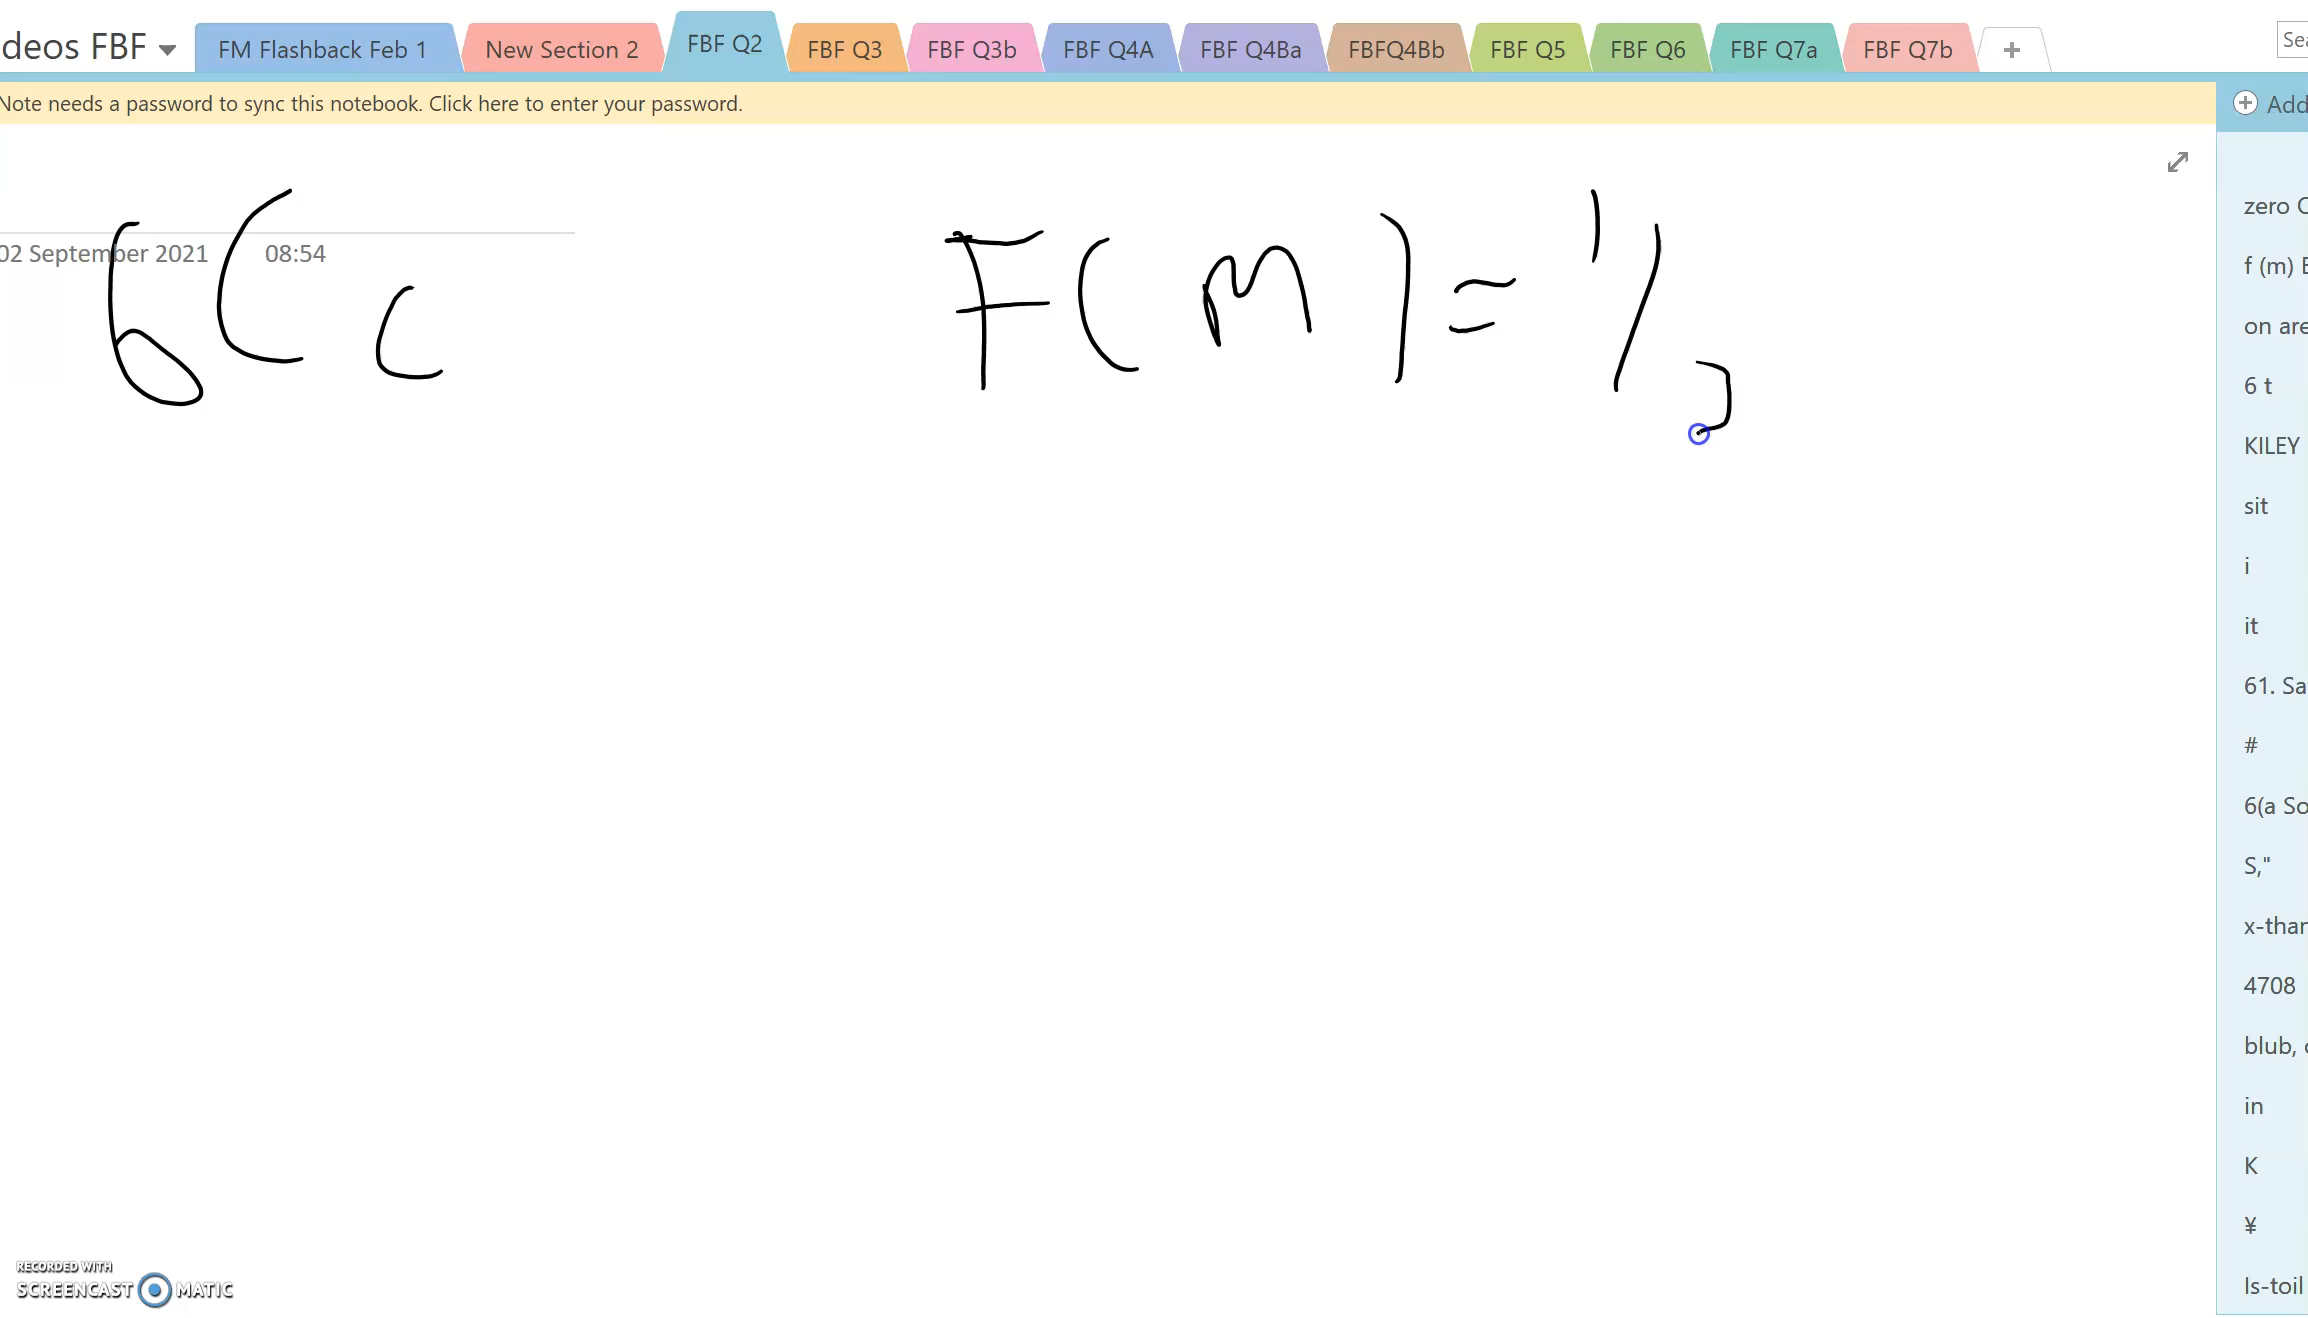 deos FBF
FM Flashback Feb 1
New Section 2
FBF Q2
FBF Q3
FBF Q3b
FBF Q4A
FBF Q4Ba
FBFQ4Bb
FBF Q5
FBF Q6
FBF Q7a
FBF Q7b
+
Sea
Note needs a password to sync this notebook. Click here to enter your password.
Add
6(c F(m) = 1/2
02 September 2021 08:54
zero C
f (m) E
on are
6 t
KILEY
sit
i
it
61. Sa
#
6(a So
S,"
x-than
4708
blub, c
in
K
¥
ls-toil
RECORDED WITH
SCREENCAST MATIC